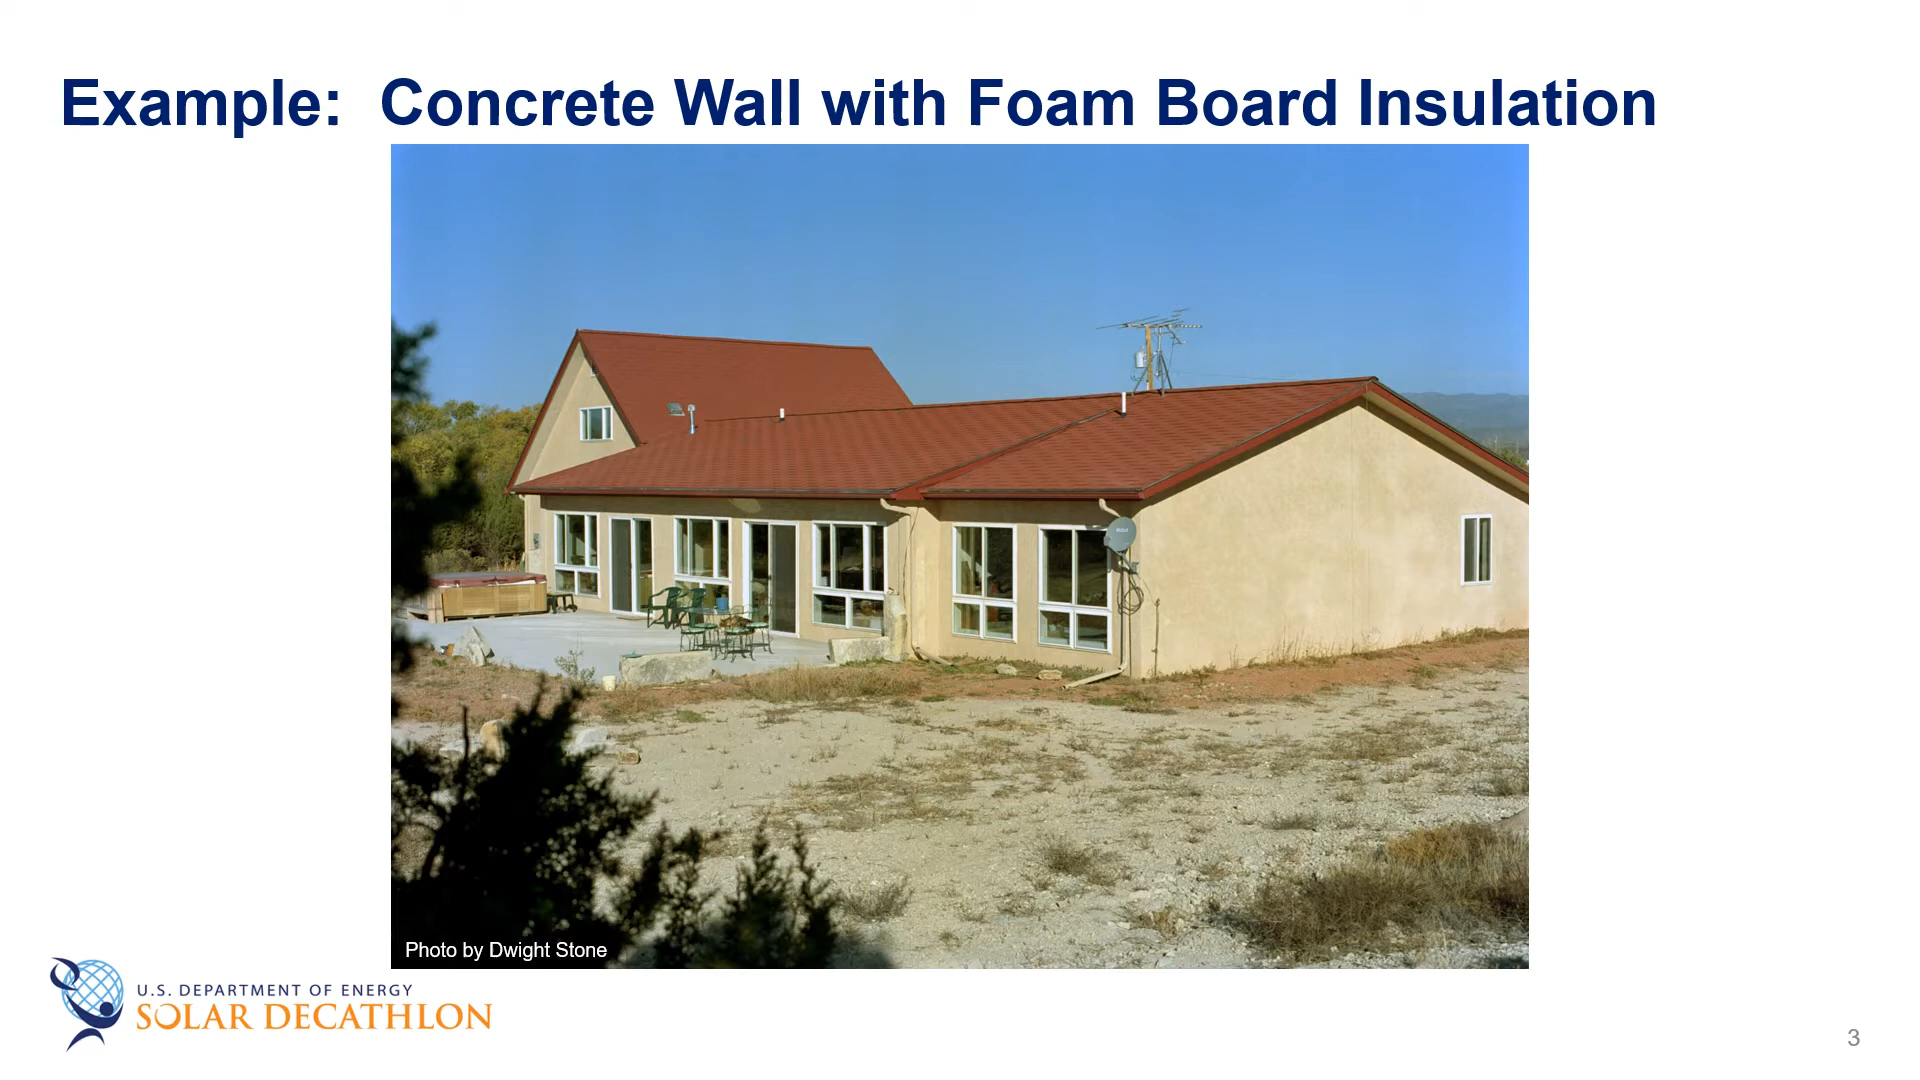 Example:  Concrete Wall with Foam Board Insulation
Photo by Dwight Stone
U.S. DEPARTMENT OF ENERGY
SOLAR DECATHLON
3